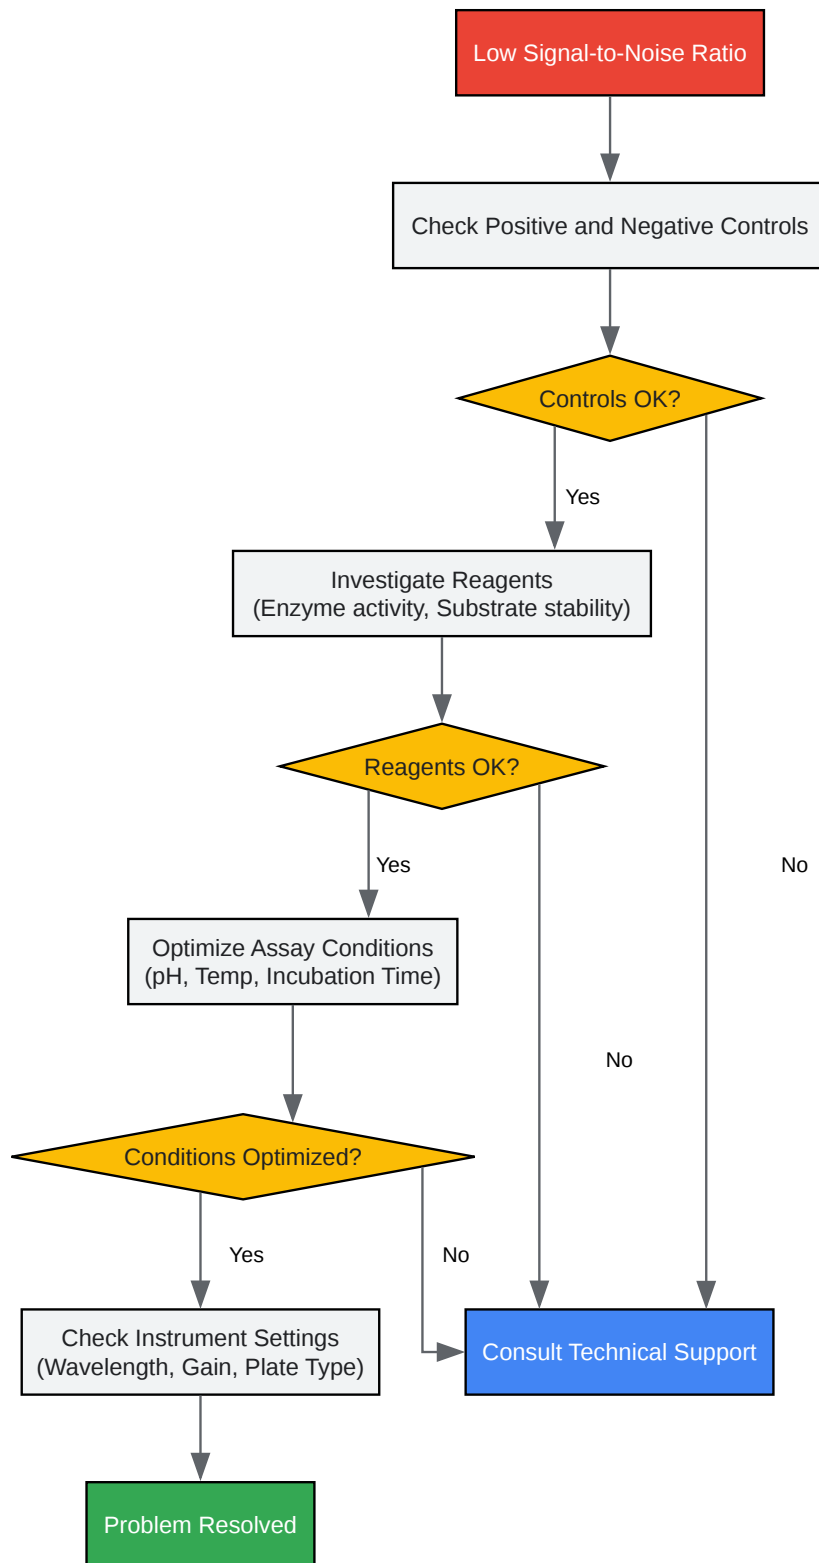 Low Signal-to-Noise Ratio
Check Positive and Negative Controls
Controls OK?
Yes
Investigate Reagents
(Enzyme activity, Substrate stability)
Reagents OK?
Yes
No
Optimize Assay Conditions
(pH, Temp, Incubation Time)
No
Conditions Optimized?
Yes
No
Check Instrument Settings
(Wavelength, Gain, Plate Type)
Consult Technical Support
Problem Resolved